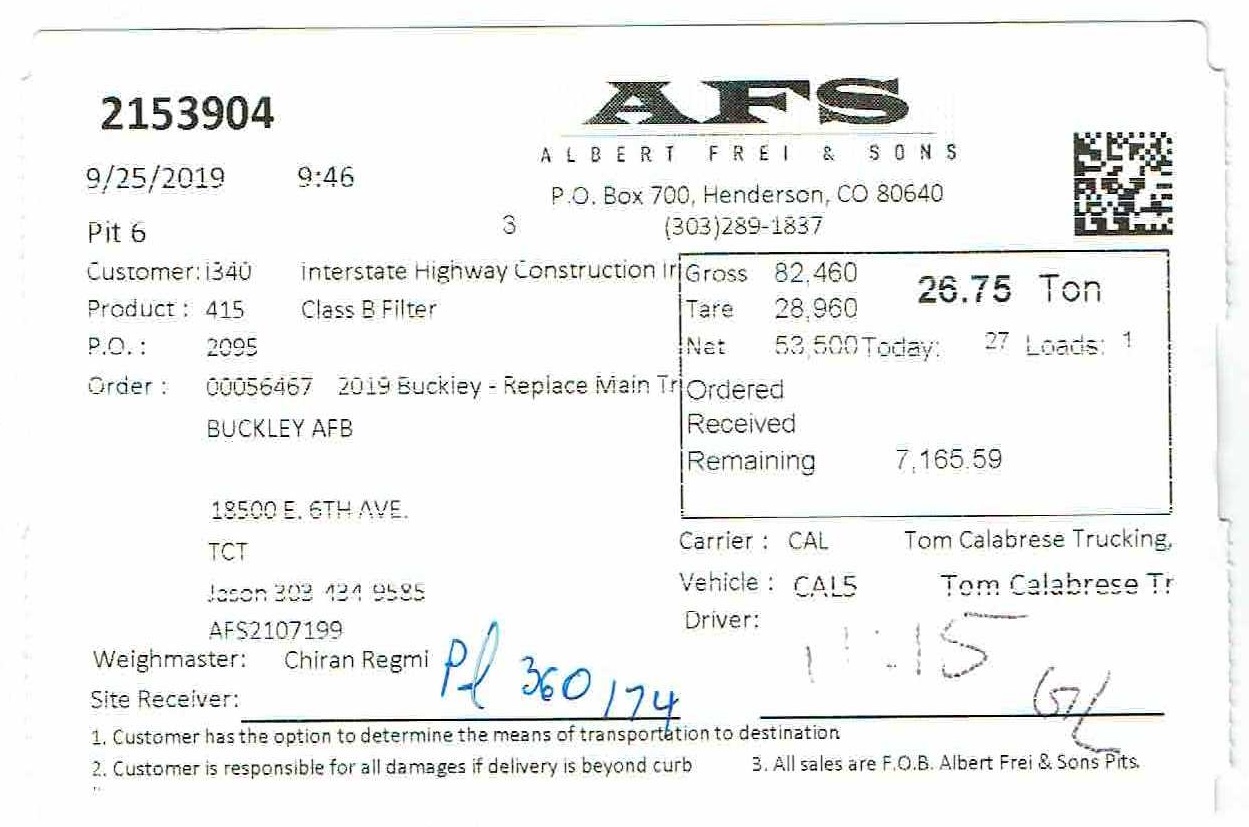 2153904
AFS
ALBERT FREI & SONS
9/25/2019 9:46
P.O. Box 700, Henderson, CO 80640
Pit 6 3 (303)289-1837
Customer: i340 Interstate Highway Construction In
Gross 82,460 26.75 Ton
Product : 415 Class B Filter
Tare 28,960
P.O. : 2095
Net 53,500 Today: 27 Loads: 1
Order : 00056467 2019 Buckley - Replace Main Tr
Ordered
BUCKLEY AFB
Received
Remaining 7,165.59
18500 E. 6TH AVE.
Carrier : CAL Tom Calabrese Trucking,
TCT
Vehicle : CAL5 Tom Calabrese Tr
Jason 303 434 9585
Driver:
AFS2107199
11:15
Weighmaster: Chiran Regmi
360/174
Site Receiver:
1. Customer has the option to determine the means of transportation to destination
2. Customer is responsible for all damages if delivery is beyond curb 3. All sales are F.O.B. Albert Frei & Sons Pits.